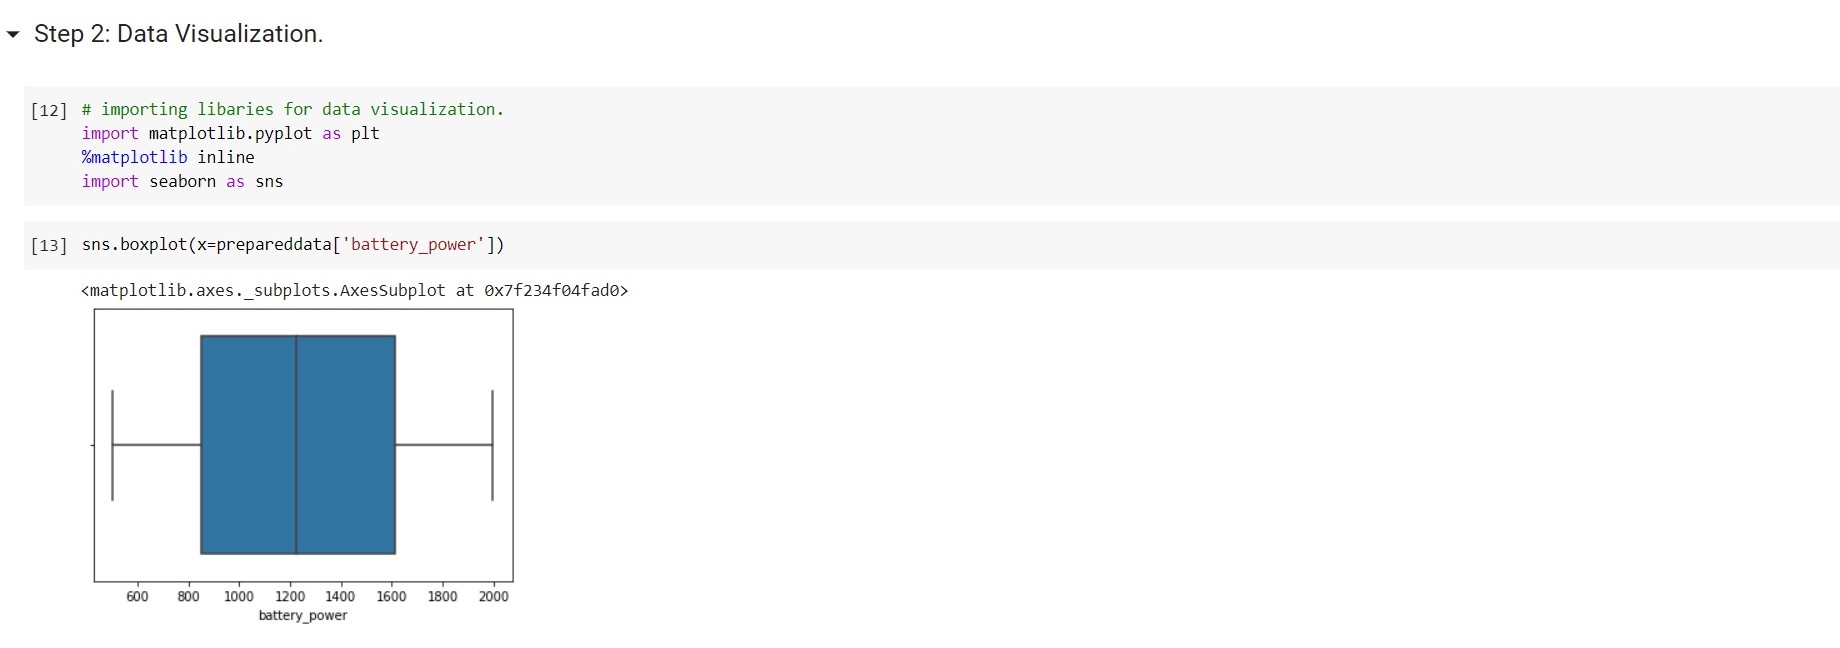 Step 2: Data Visualization.
[12] # importing libaries for data visualization.
import matplotlib.pyplot as plt
%matplotlib inline
import seaborn as sns
[13] sns.boxplot(x=prepareddata['battery_power'])
<matplotlib.axes._subplots.AxesSubplot at 0x7f234f04fad0>
600 800 1000 1200 1400 1600 1800 2000
battery_power